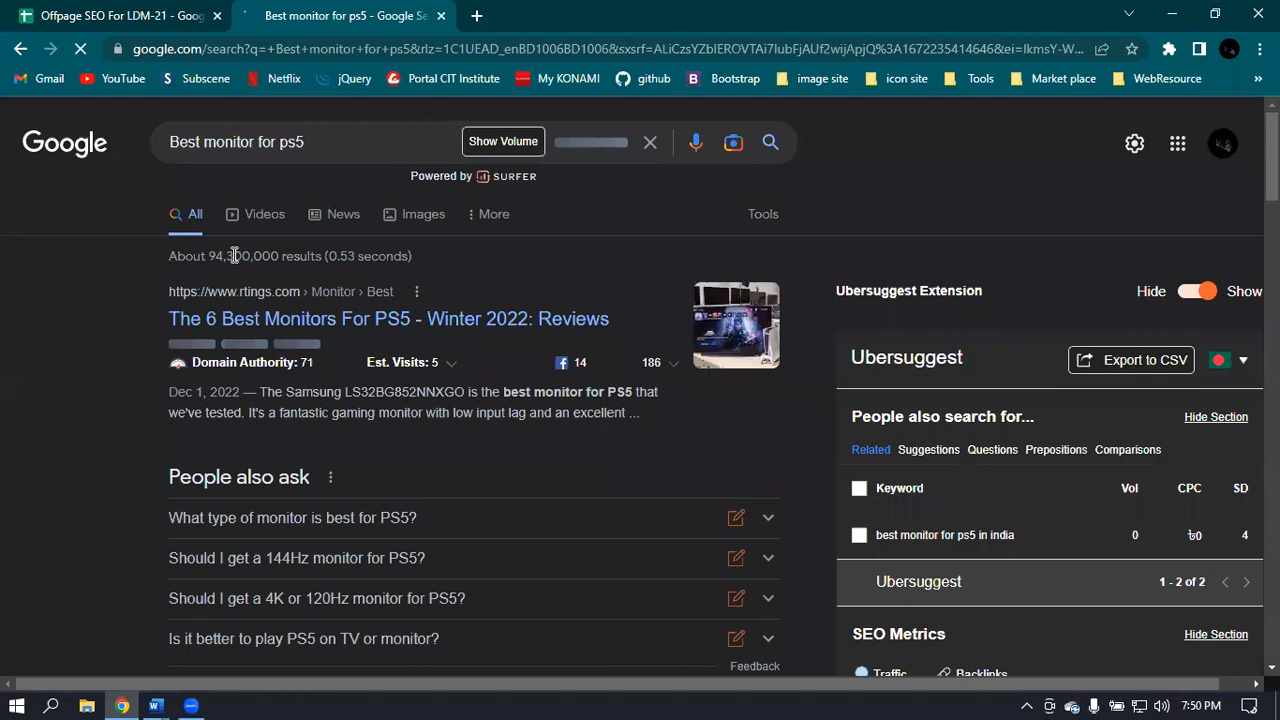 Offpage SEO For LDM-21 - Goog
Best monitor for ps5 - Google Se
google.com/search?q=+Best+monitor+for+ps5&rlz=1C1UEAD_enBD1006BD1006&sxsrf=ALiCzsYZbIEROVTAi7lubFjAUf2wijApjQ%3A1672235414646&ei=lkmsY-W...
Gmail YouTube Subscene Netflix jQuery Portal CIT Institute My KONAMI github Bootstrap image site icon site Tools Market place WebResource »
Google
Best monitor for ps5
Show Volume
Powered by SURFER
All Videos News Images More Tools
About 94,300,000 results (0.53 seconds)
https://www.rtings.com › Monitor › Best
The 6 Best Monitors For PS5 - Winter 2022: Reviews
Domain Authority: 71 Est. Visits: 5 14 186
Dec 1, 2022 — The Samsung LS32BG852NNXGO is the best monitor for PS5 that
we've tested. It's a fantastic gaming monitor with low input lag and an excellent ...
People also ask
What type of monitor is best for PS5?
Should I get a 144Hz monitor for PS5?
Should I get a 4K or 120Hz monitor for PS5?
Is it better to play PS5 on TV or monitor?
Feedback
Ubersuggest Extension Hide Show
Ubersuggest Export to CSV
People also search for... Hide Section
Related Suggestions Questions Prepositions Comparisons
Keyword Vol CPC SD
best monitor for ps5 in india 0 ৳0 4
Ubersuggest 1 - 2 of 2
SEO Metrics Hide Section
Traffic Backlinks
7:50 PM